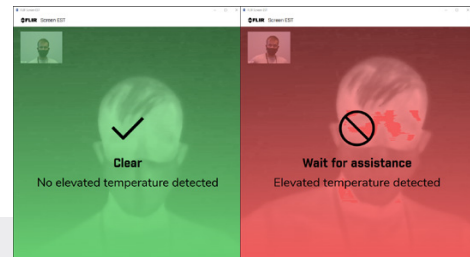 FLIR Screen-EST
Clear
No elevated temperature detected
FLIR Screen-EST
Wait for assistance
Elevated temperature detected